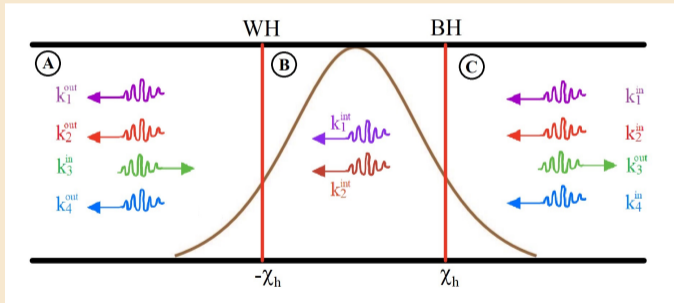 WH BH
A B C
k₁ᵒᵘᵗ k₁ⁱⁿᵗ k₁ⁱⁿ
k₂ᵒᵘᵗ k₂ⁱⁿ
k₃ⁱⁿ k₂ⁱⁿᵗ k₃ᵒᵘᵗ
k₄ᵒᵘᵗ k₄ⁱⁿ
-χₕ χₕ